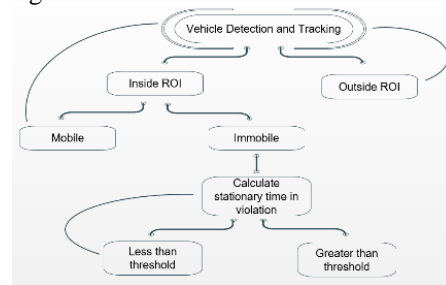 Vehicle Detection and Tracking
Inside ROI
Outside ROI
Mobile
Immobile
Calculate
stationary time in
violation
Less than
threshold
Greater than
threshold